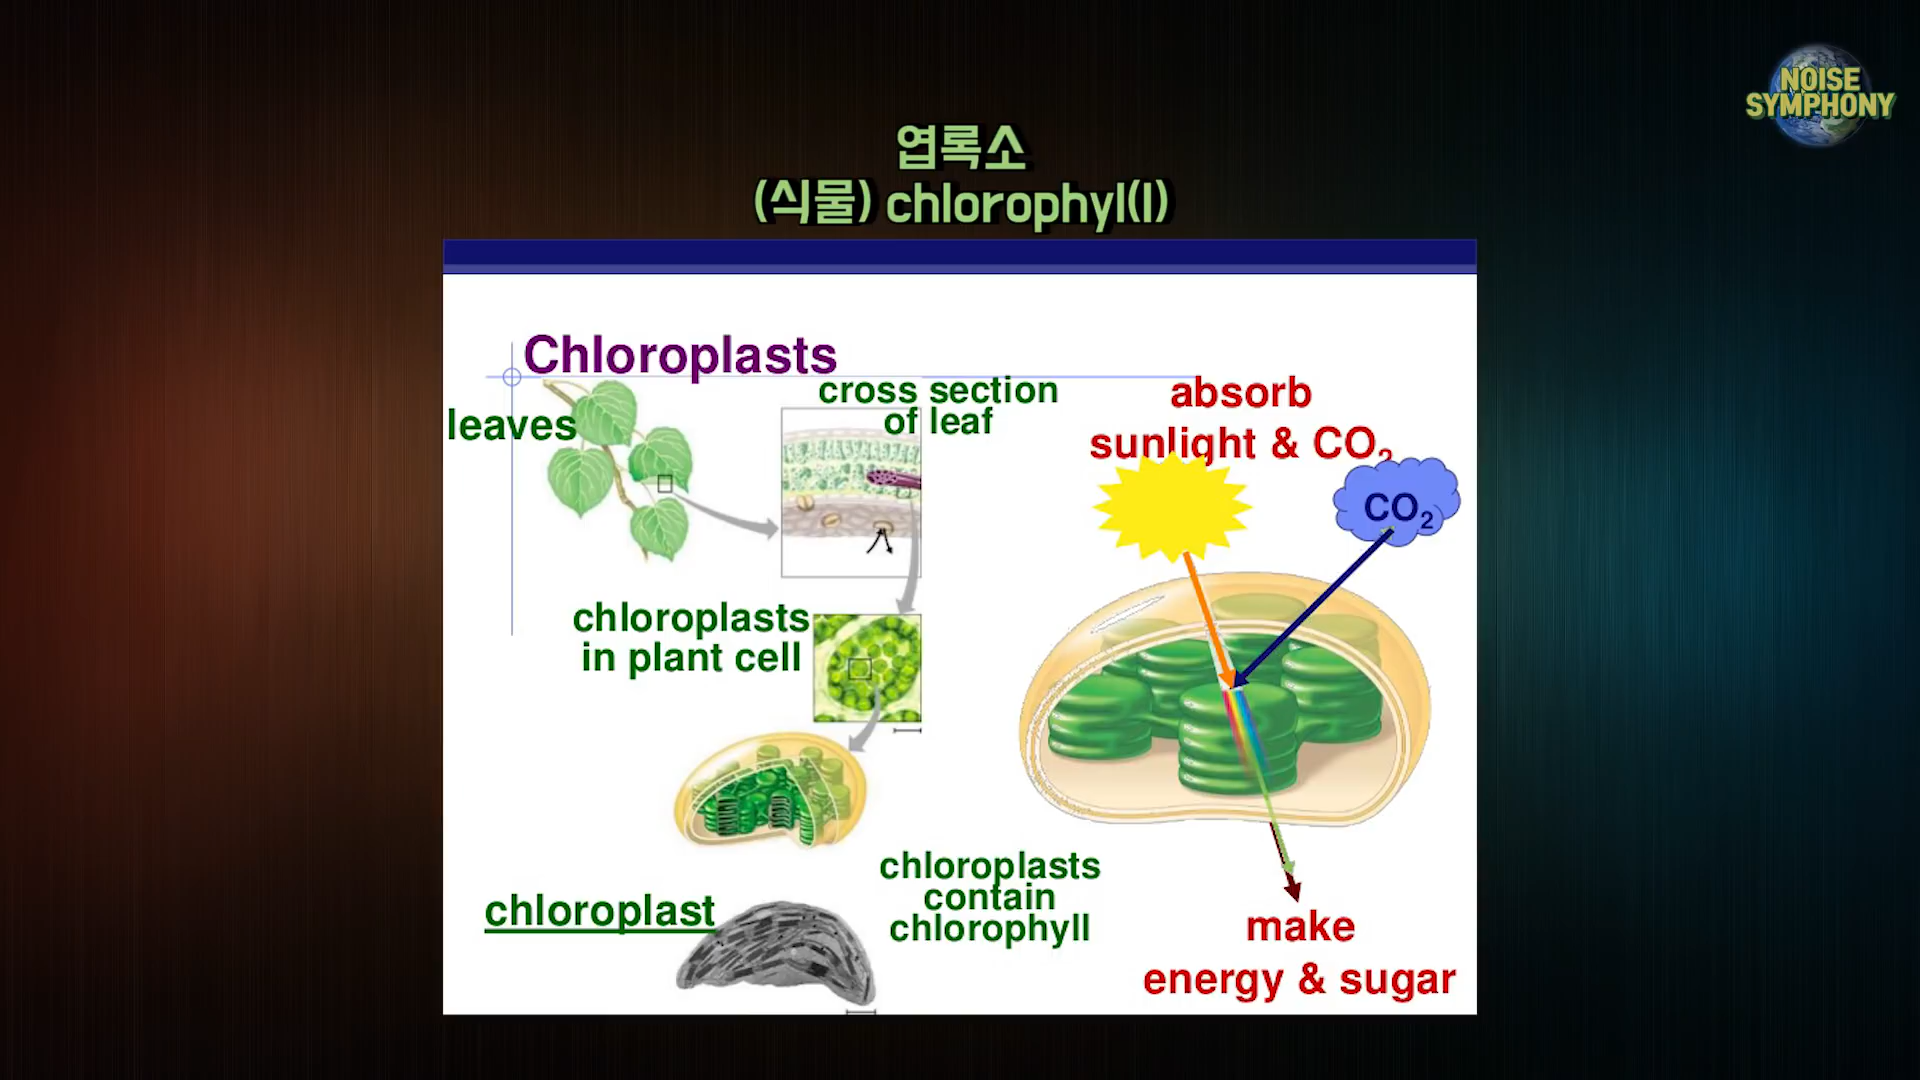 NOISE
SYMPHONY
엽록소
(식물) chlorophyl(l)
Chloroplasts
leaves
cross section
of leaf
absorb
sunlight & CO₂
CO₂
chloroplasts
in plant cell
chloroplast
chloroplasts
contain
chlorophyll
make
energy & sugar